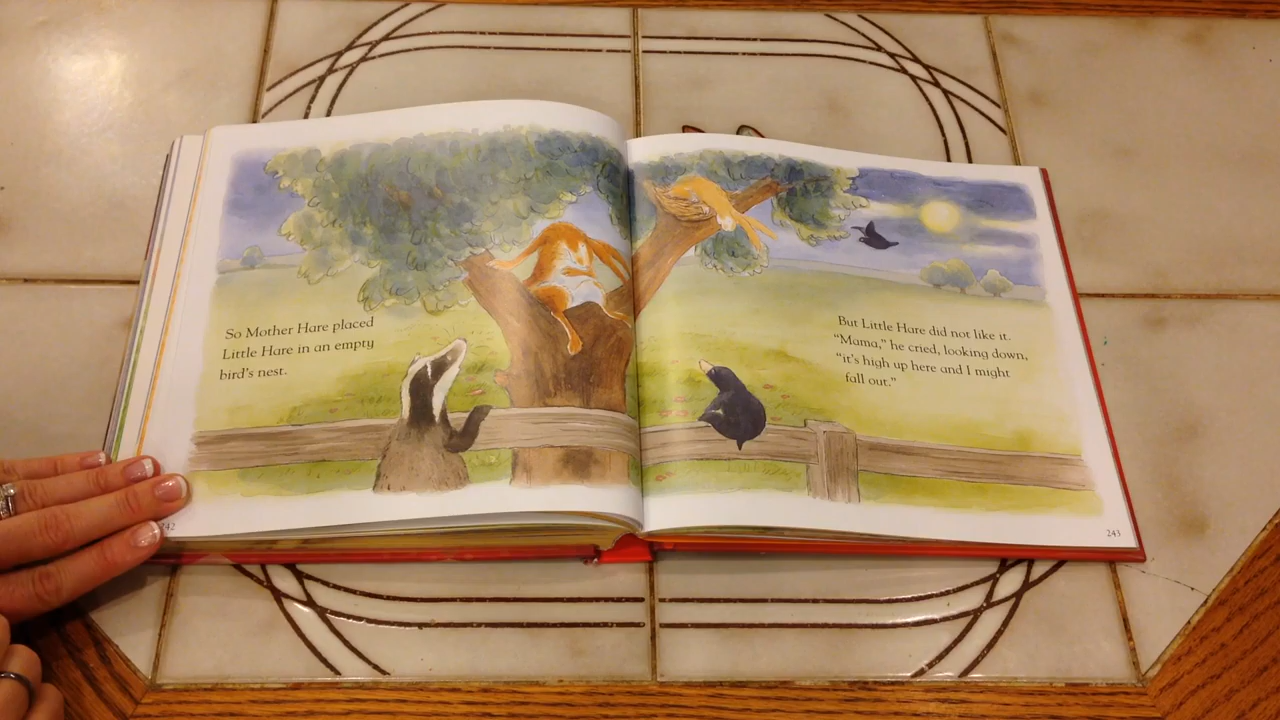 So Mother Hare placed
Little Hare in an empty
bird's nest.
But Little Hare did not like it.
"Mama," he cried, looking down,
"it's high up here and I might
fall out."
242
243